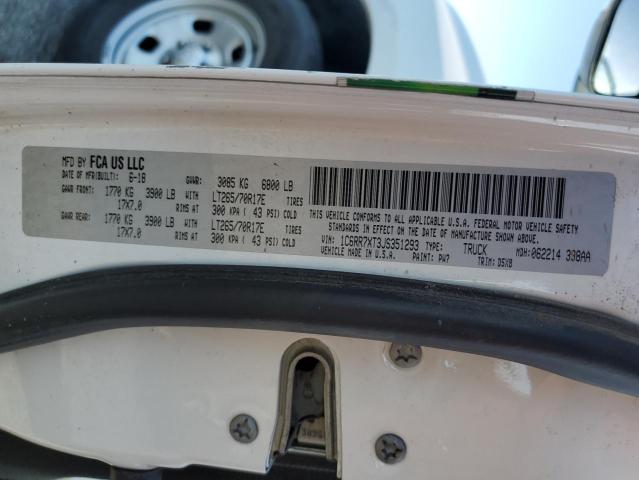 MFD BY FCA US LLC
DATE OF MFR(BUILT): 6-18 GVWR: 3085 KG 6800 LB
GAWR FRONT: 1770 KG 3900 LB WITH LT265/70R17E TIRES
17X7.0 RIMS AT 300 KPA ( 43 PSI) COLD
GAWR REAR: 1770 KG 3900 LB WITH LT265/70R17E TIRES
17X7.0 RIMS AT 300 KPA ( 43 PSI) COLD
THIS VEHICLE CONFORMS TO ALL APPLICABLE U.S.A. FEDERAL MOTOR VEHICLE SAFETY
STANDARDS IN EFFECT ON THE DATE OF MANUFACTURE SHOWN ABOVE.
VIN: 1C6RR7XT3JS351293 TYPE: TRUCK MDH:062214 338AA
VEHICLE MADE IN U.S.A. PAINT: PW7 TRIM: D5X8